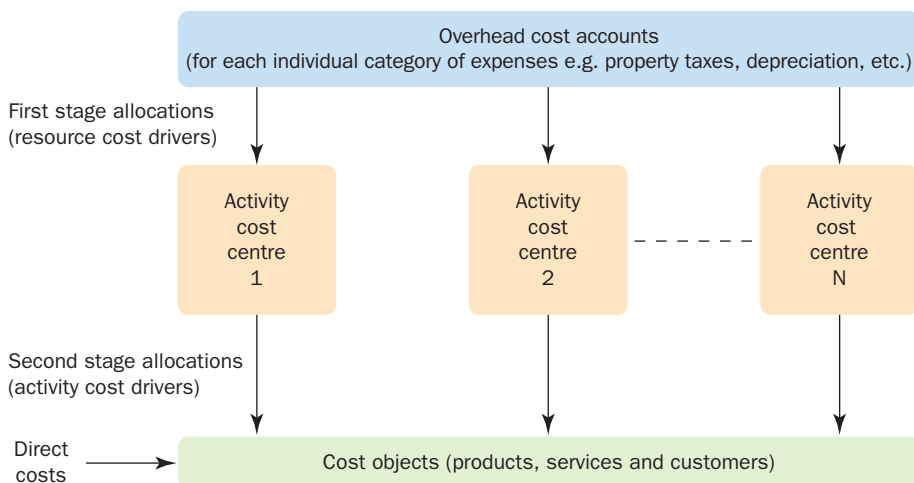 Overhead cost accounts
(for each individual category of expenses e.g. property taxes, depreciation, etc.)
First stage allocations
(resource cost drivers)
Activity
cost
centre
1
Activity
cost
centre
2
Activity
cost
centre
N
Second stage allocations
(activity cost drivers)
Direct
costs
Cost objects (products, services and customers)